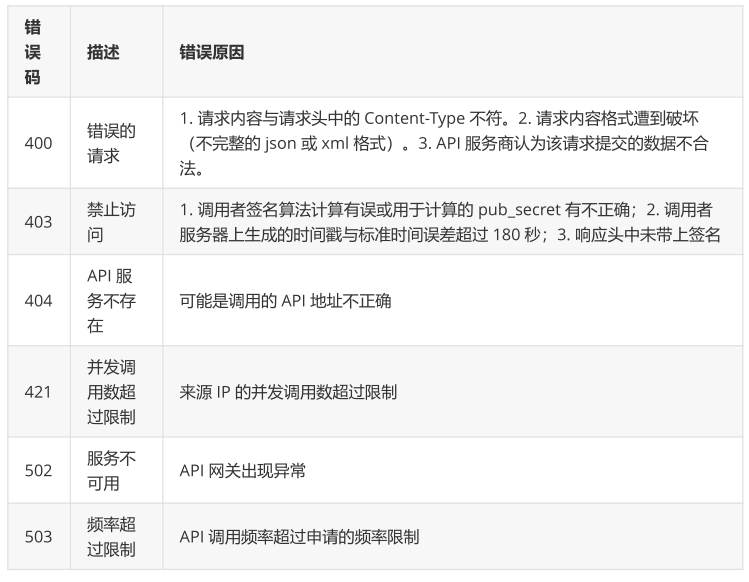 错
误
码
描述
错误原因
400
错误的
请求
1. 请求内容与请求头中的 Content-Type 不符。2. 请求内容格式遭到破坏
（不完整的 json 或 xml 格式）。3. API 服务商认为该请求提交的数据不合
法。
403
禁止访
问
1. 调用者签名算法计算有误或用于计算的 pub_secret 有不正确；2. 调用者
服务器上生成的时间戳与标准时间误差超过 180 秒；3. 响应头中未带上签名
404
API 服
务不存
在
可能是调用的 API 地址不正确
421
并发调
用数超
过限制
来源 IP 的并发调用数超过限制
502
服务不
可用
API 网关出现异常
503
频率超
过限制
API 调用频率超过申请的频率限制